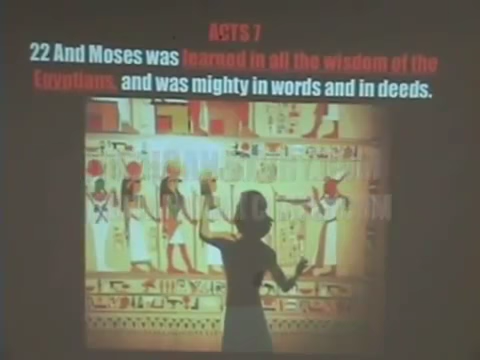 ACTS 7
22 And Moses was learned in all the wisdom of the
Egyptians, and was mighty in words and in deeds.